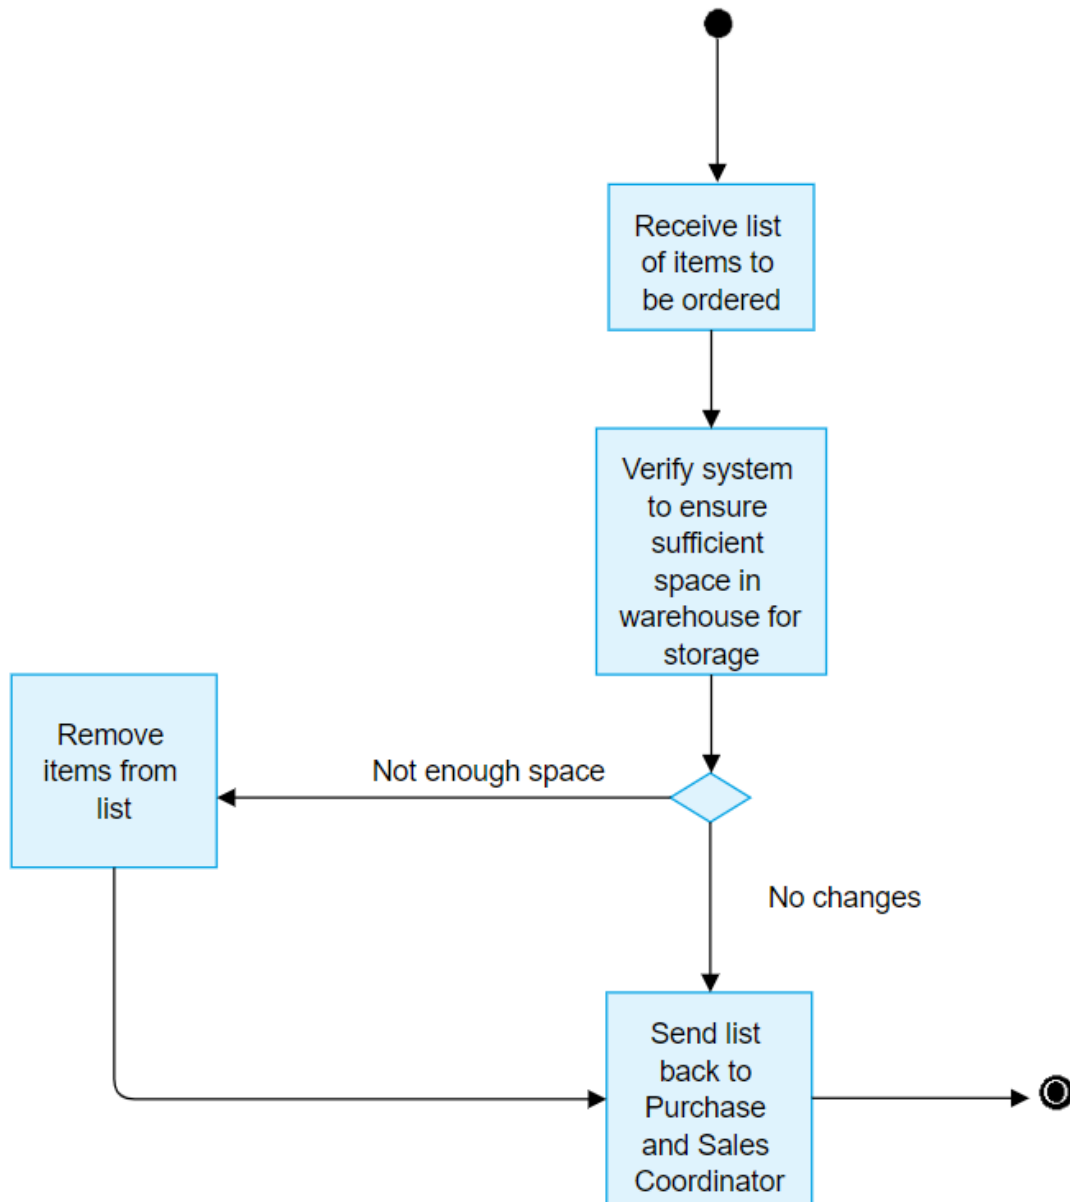 Receive list
of items to
be ordered
Verify system
to ensure
sufficient
space in
warehouse for
storage
Not enough space
Remove
items from
list
No changes
Send list
back to
Purchase
and Sales
Coordinator